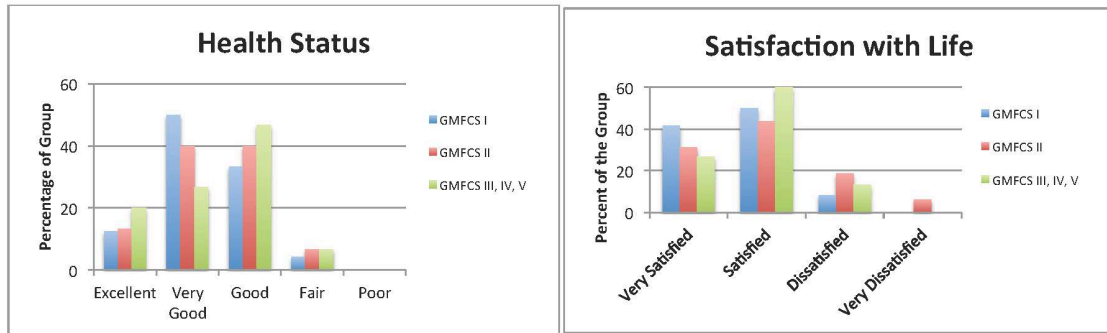 Health Status
Percentage of Group
60
40
20
0
Excellent
Very
Good
Good
Fair
Poor
GMFCS I
GMFCS II
GMFCS III, IV, V
Satisfaction with Life
Percent of the Group
60
40
20
0
Very Satisfied
Satisfied
Dissatisfied
Very Dissatisfied
GMFCS I
GMFCS II
GMFCS III, IV, V